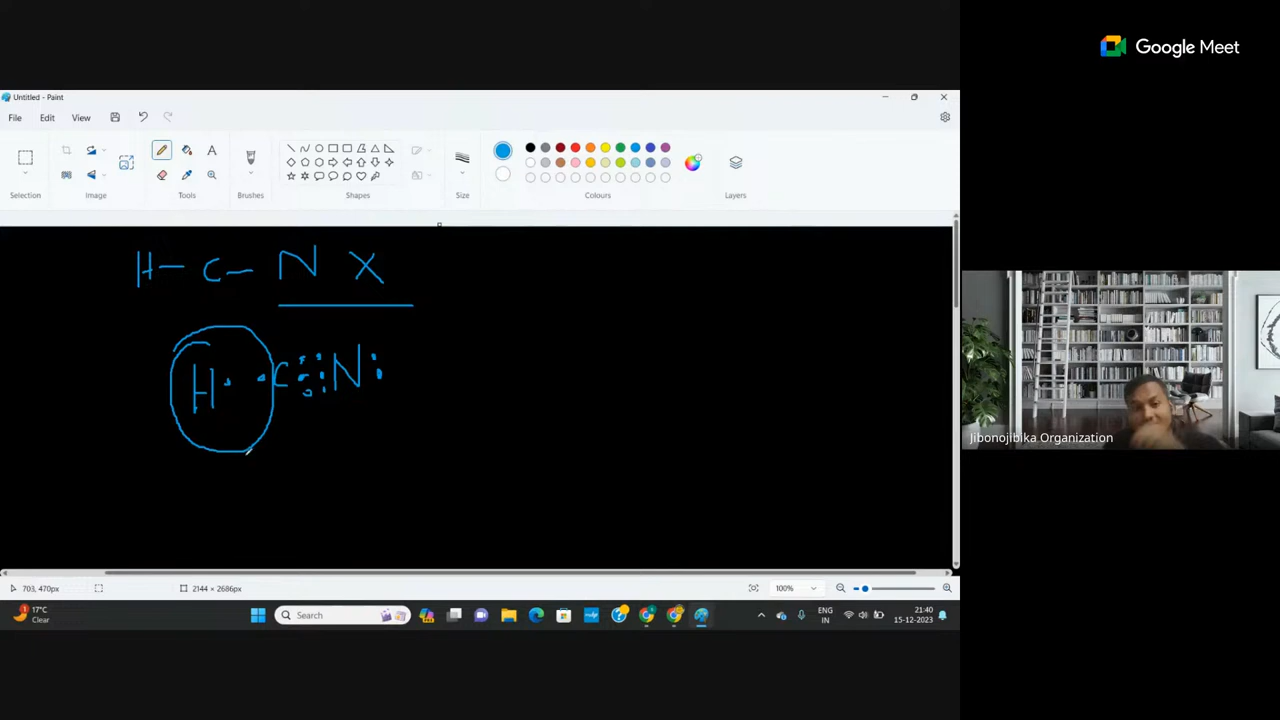 Google Meet
Untitled - Paint
File Edit View
Selection Image Tools Brushes Shapes Size Colours Layers
H - C - N X
H · · C N
Jibonojibika Organization
703, 470px 2144 × 2686px 100%
17°C
Clear
1
Search
ENG
IN
21:40
15-12-2023